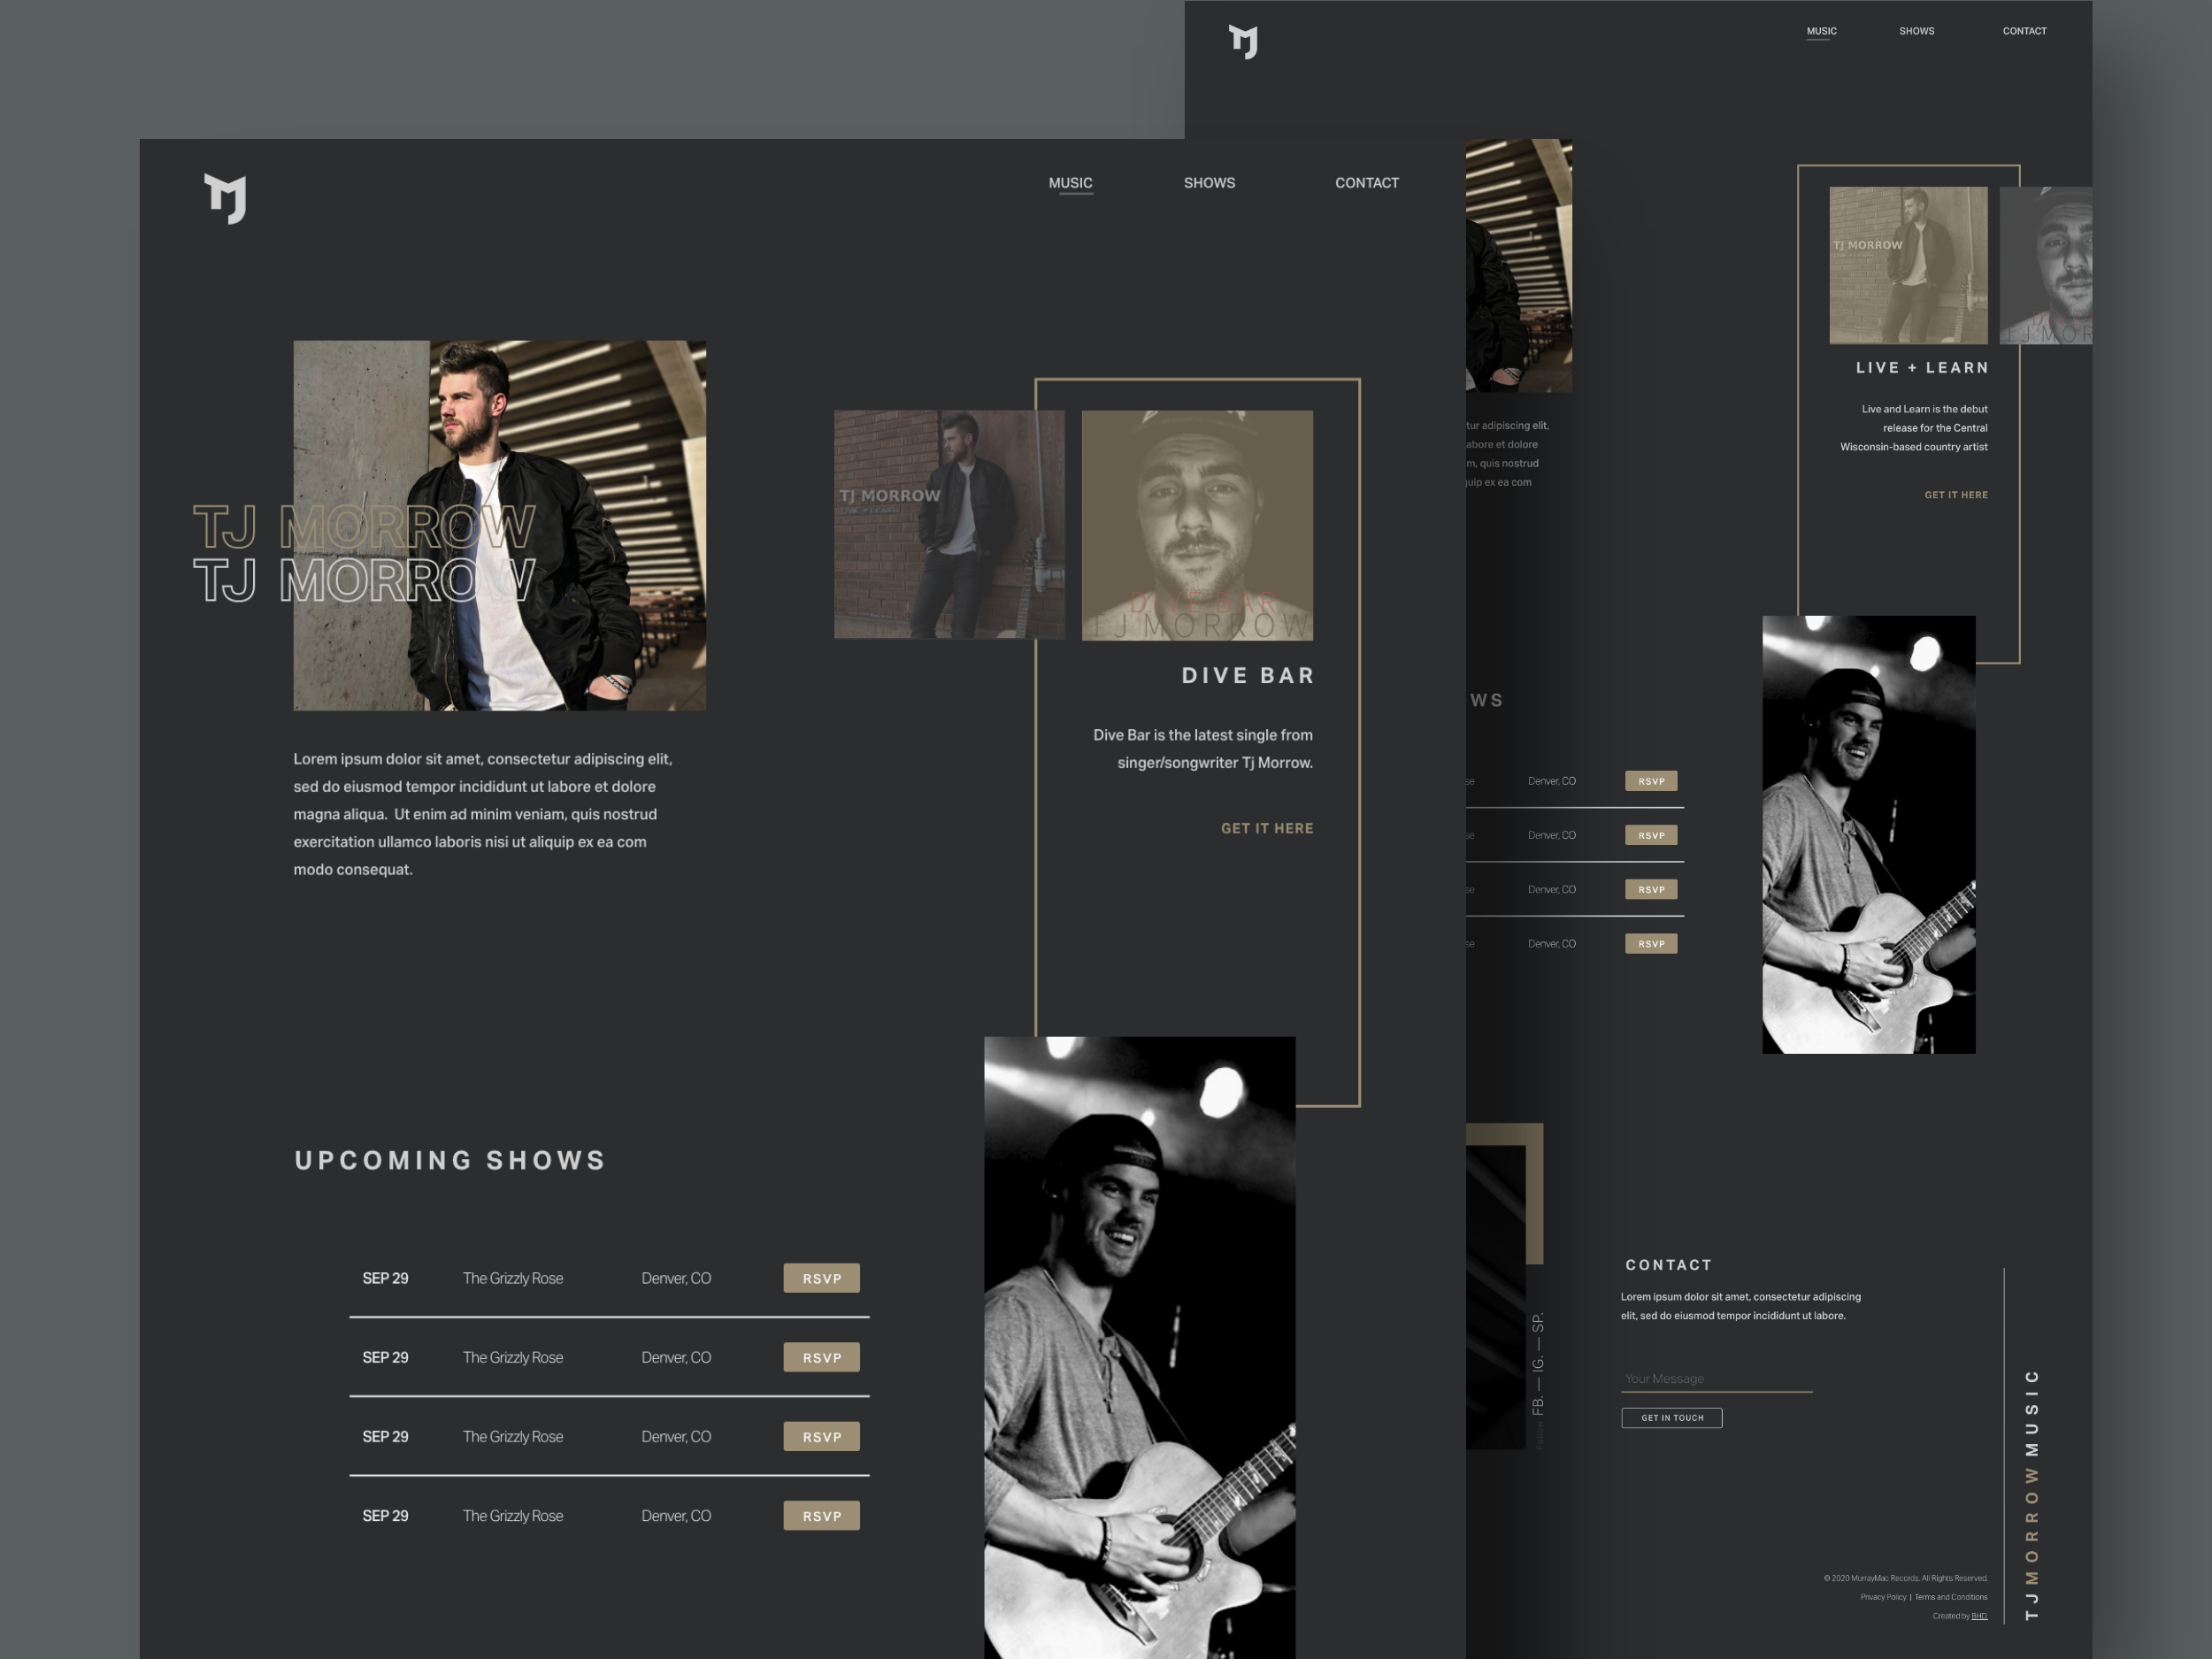 MUSIC SHOWS CONTACT
MUSIC SHOWS CONTACT
TJ MORROW
TJ MORROW
Lorem ipsum dolor sit amet, consectetur adipiscing elit,
sed do eiusmod tempor incididunt ut labore et dolore
magna aliqua. Ut enim ad minim veniam, quis nostrud
exercitation ullamco laboris nisi ut aliquip ex ea com
modo consequat.
TJ MORROW
DIVE BAR
TJ MORROW
DIVE BAR
Dive Bar is the latest single from
singer/songwriter Tj Morrow.
GET IT HERE
UPCOMING SHOWS
SEP 29 The Grizzly Rose Denver, CO RSVP
SEP 29 The Grizzly Rose Denver, CO RSVP
SEP 29 The Grizzly Rose Denver, CO RSVP
SEP 29 The Grizzly Rose Denver, CO RSVP
TJ MORROW
TJ MOR
LIVE + LEARN
Live and Learn is the debut
release for the Central
Wisconsin-based country artist
GET IT HERE
tur adipiscing elit,
abore et dolore
m, quis nostrud
quip ex ea com
WS
se Denver, CO RSVP
se Denver, CO RSVP
se Denver, CO RSVP
se Denver, CO RSVP
FB. — IG. — SP.
CONTACT
Lorem ipsum dolor sit amet, consectetur adipiscing
elit, sed do eiusmod tempor incididunt ut labore.
Your Message
GET IN TOUCH
TJMORROWMUSIC
© 2020 MurrayMac Records. All Rights Reserved.
Privacy Policy | Terms and Conditions
Created by BHD.